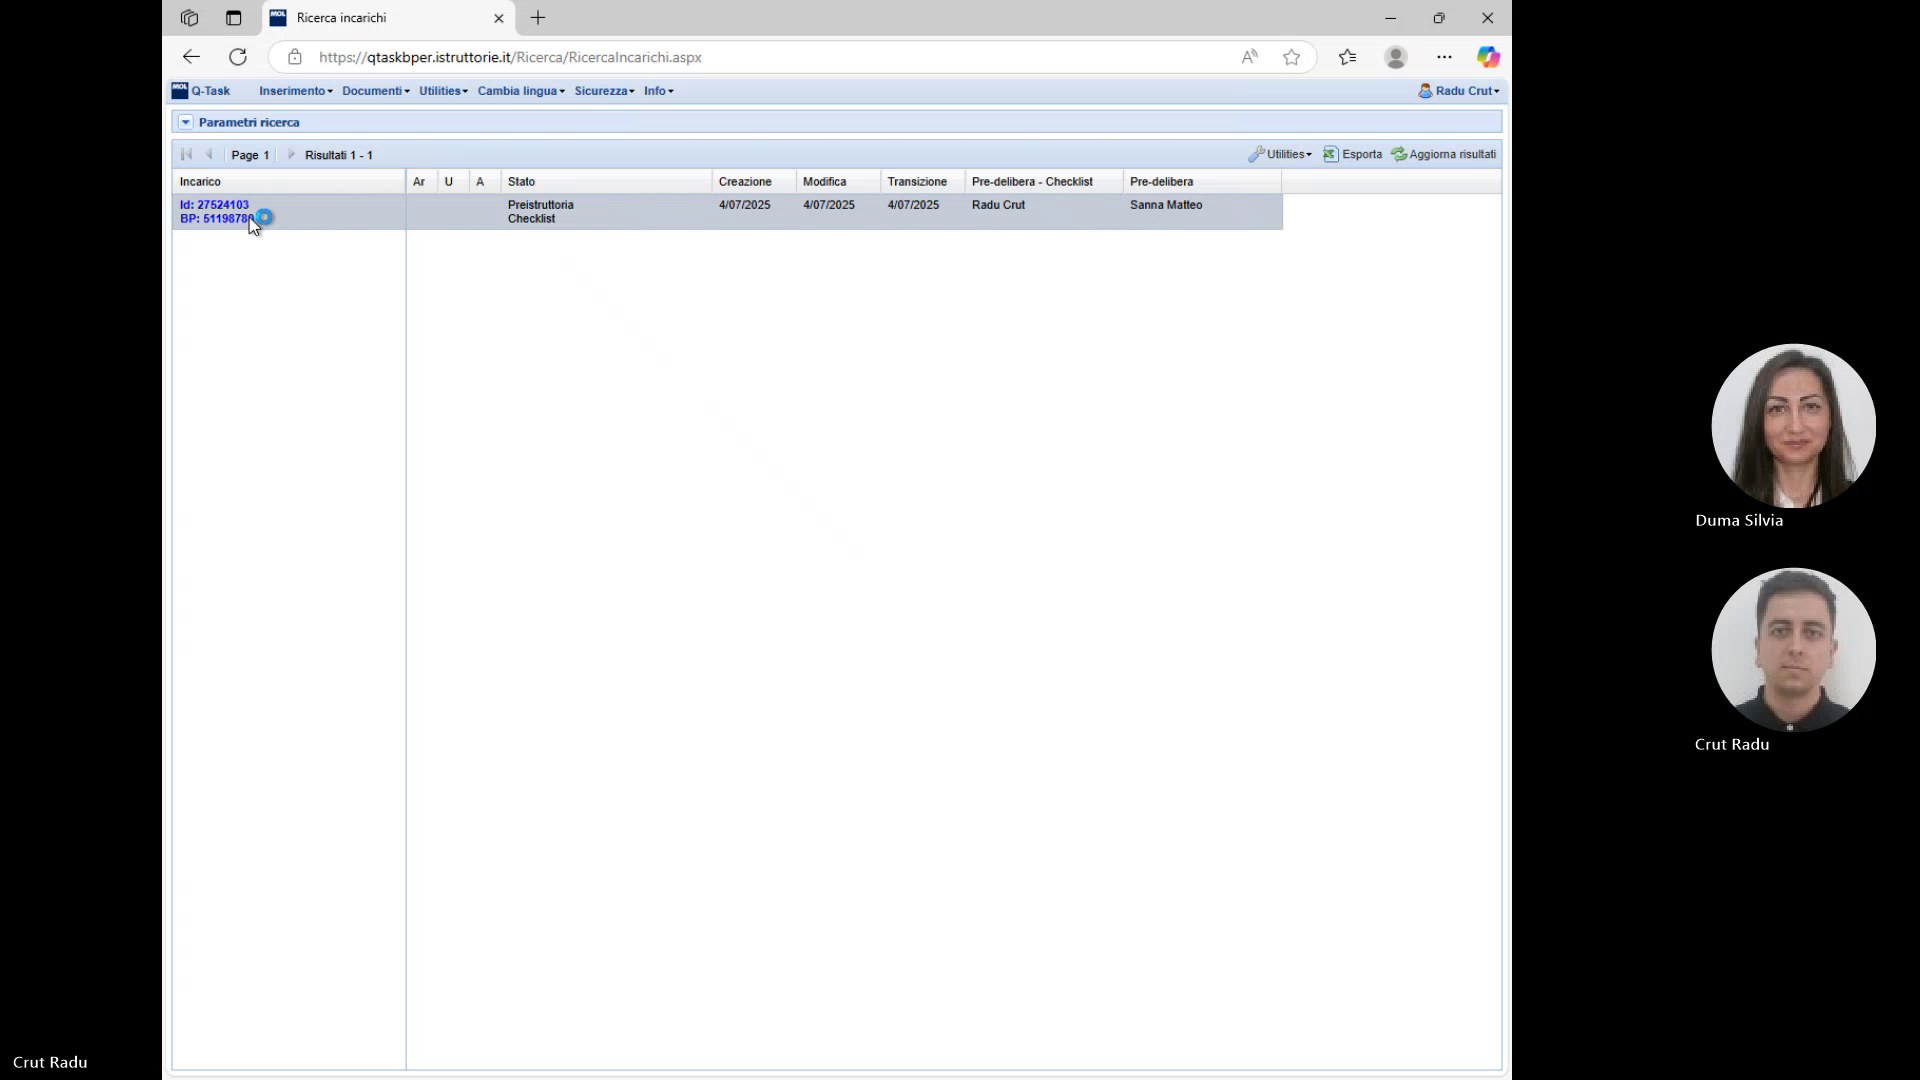 Ricerca incarichi
https://qtaskbper.istruttorie.it/Ricerca/RicercaIncarichi.aspx
MOL Q-Task Inserimento Documenti Utilities Cambia lingua Sicurezza Info Radu Crut
Parametri ricerca
Page 1 Risultati 1 - 1 Utilities Esporta Aggiorna risultati
Incarico Ar U A Stato Creazione Modifica Transizione Pre-delibera - Checklist Pre-delibera
Id: 27524103 Preistruttoria 4/07/2025 4/07/2025 4/07/2025 Radu Crut Sanna Matteo
BP: Checklist
Duma Silvia
Crut Radu
Crut Radu